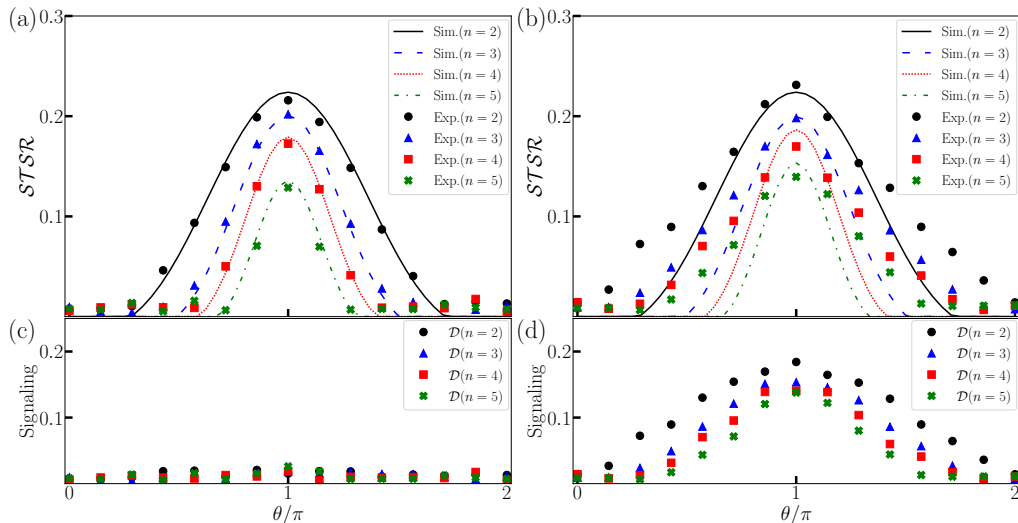 (a)
0.3
0.2
0.1
𝒮𝒯𝒮ℛ
Sim.(n = 2)
Sim.(n = 3)
Sim.(n = 4)
Sim.(n = 5)
Exp.(n = 2)
Exp.(n = 3)
Exp.(n = 4)
Exp.(n = 5)
(b)
0.3
0.2
0.1
𝒮𝒯𝒮ℛ
Sim.(n = 2)
Sim.(n = 3)
Sim.(n = 4)
Sim.(n = 5)
Exp.(n = 2)
Exp.(n = 3)
Exp.(n = 4)
Exp.(n = 5)
(c)
0.2
0.1
Signaling
𝒟(n = 2)
𝒟(n = 3)
𝒟(n = 4)
𝒟(n = 5)
0
1
2
θ/π
(d)
0.2
0.1
Signaling
𝒟(n = 2)
𝒟(n = 3)
𝒟(n = 4)
𝒟(n = 5)
0
1
2
θ/π